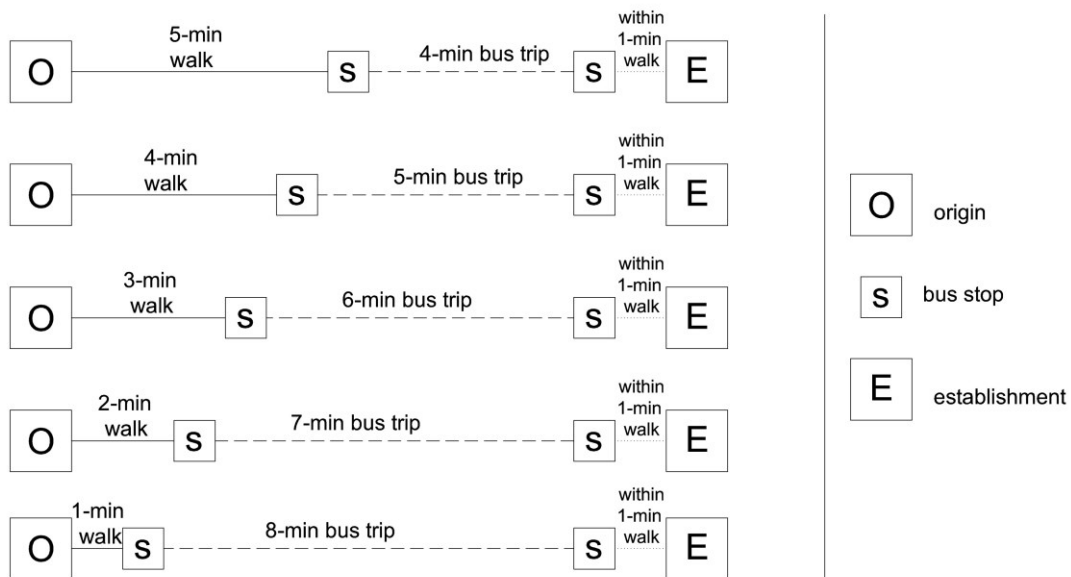 5-min
walk
4-min bus trip
within
1-min
walk
O
S
S
E
4-min
walk
5-min bus trip
within
1-min
walk
O
S
S
E
3-min
walk
6-min bus trip
within
1-min
walk
O
S
S
E
2-min
walk
7-min bus trip
within
1-min
walk
O
S
S
E
1-min
walk
8-min bus trip
within
1-min
walk
O
S
S
E
O
origin
S
bus stop
E
establishment